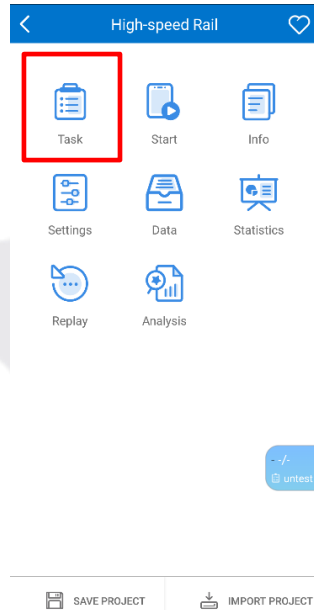 High-speed Rail
Task
Start
Info
Settings
Data
Statistics
Replay
Analysis
- -/-
untest
SAVE PROJECT
IMPORT PROJECT